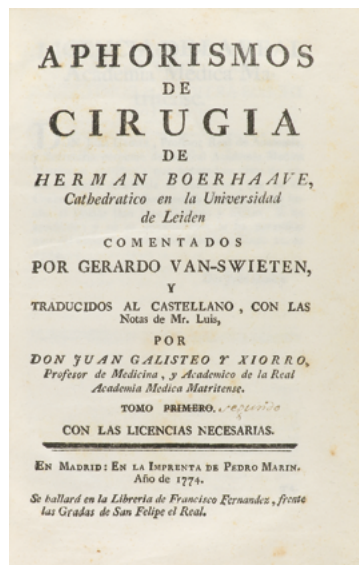 APHORISMOS
DE
CIRUGIA
DE
HERMAN BOERHAAVE,
Cathedratico en la Universidad
de Leiden
COMENTADOS
POR GERARDO VAN-SWIETEN,
Y
TRADUCIDOS AL CASTELLANO, CON LAS
Notas de Mr. Luis,
POR
DON JUAN GALISTEO Y XIORRO,
Profesor de Medicina, y Academico de la Real
Academia Medica Matritense.
TOMO PRIMERO. segundo
CON LAS LICENCIAS NECESARIAS.
EN MADRID: EN LA IMPRENTA DE PEDRO MARIN.
Año de 1774.
Se hallará en la Libreria de Francisco Fernandez, frente
las Gradas de San Felipe el Real.